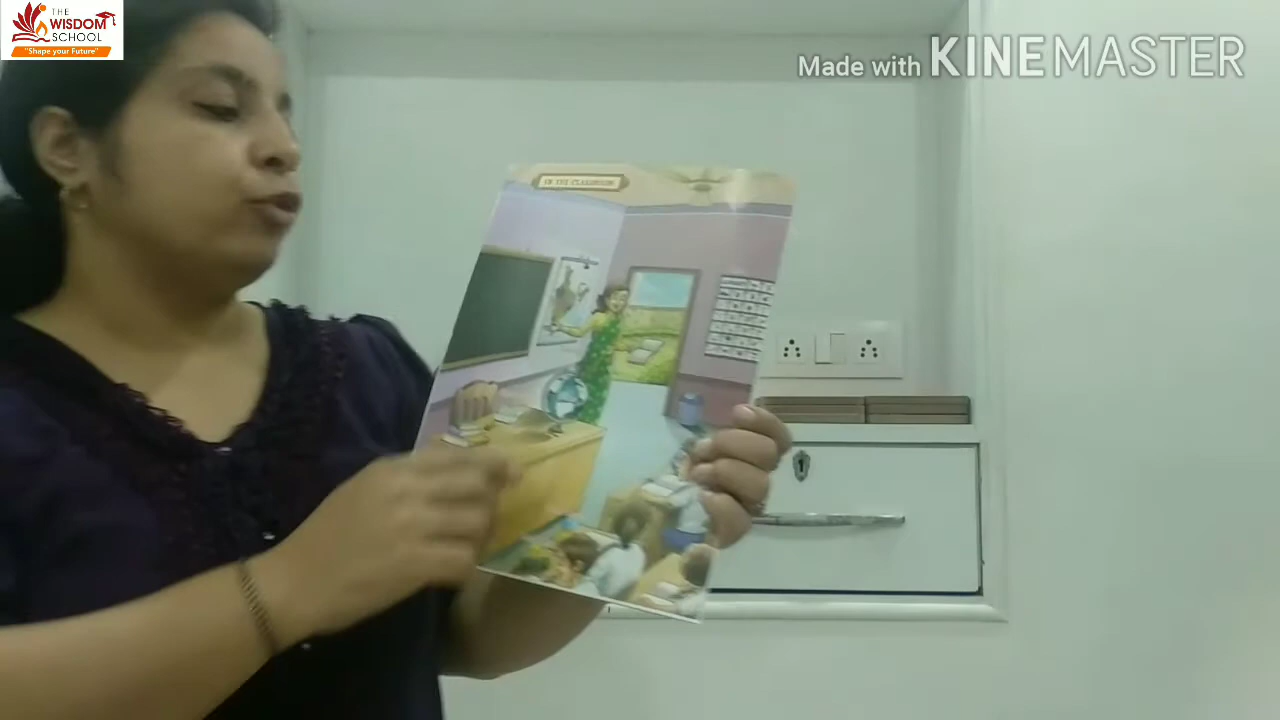 THE
WISDOM
SCHOOL
"Shape your Future"
Made with KINEMASTER
IN THE CLASSROOM